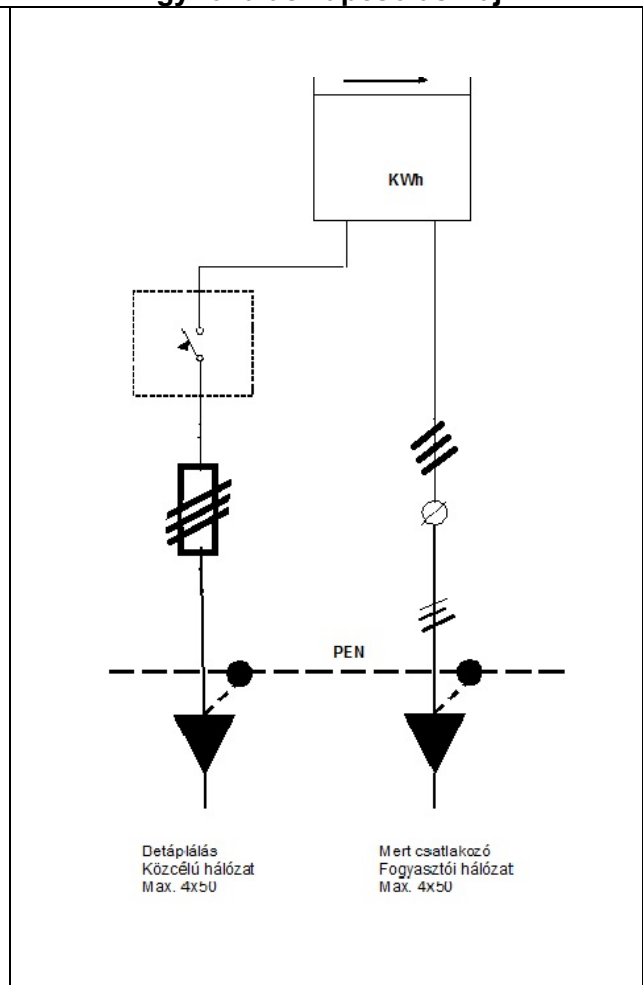 KWh
PEN
Detáplálás
Közcélú hálózat
Max. 4x50
Mert csatlakozó
Fogyasztói hálózat
Max. 4x50